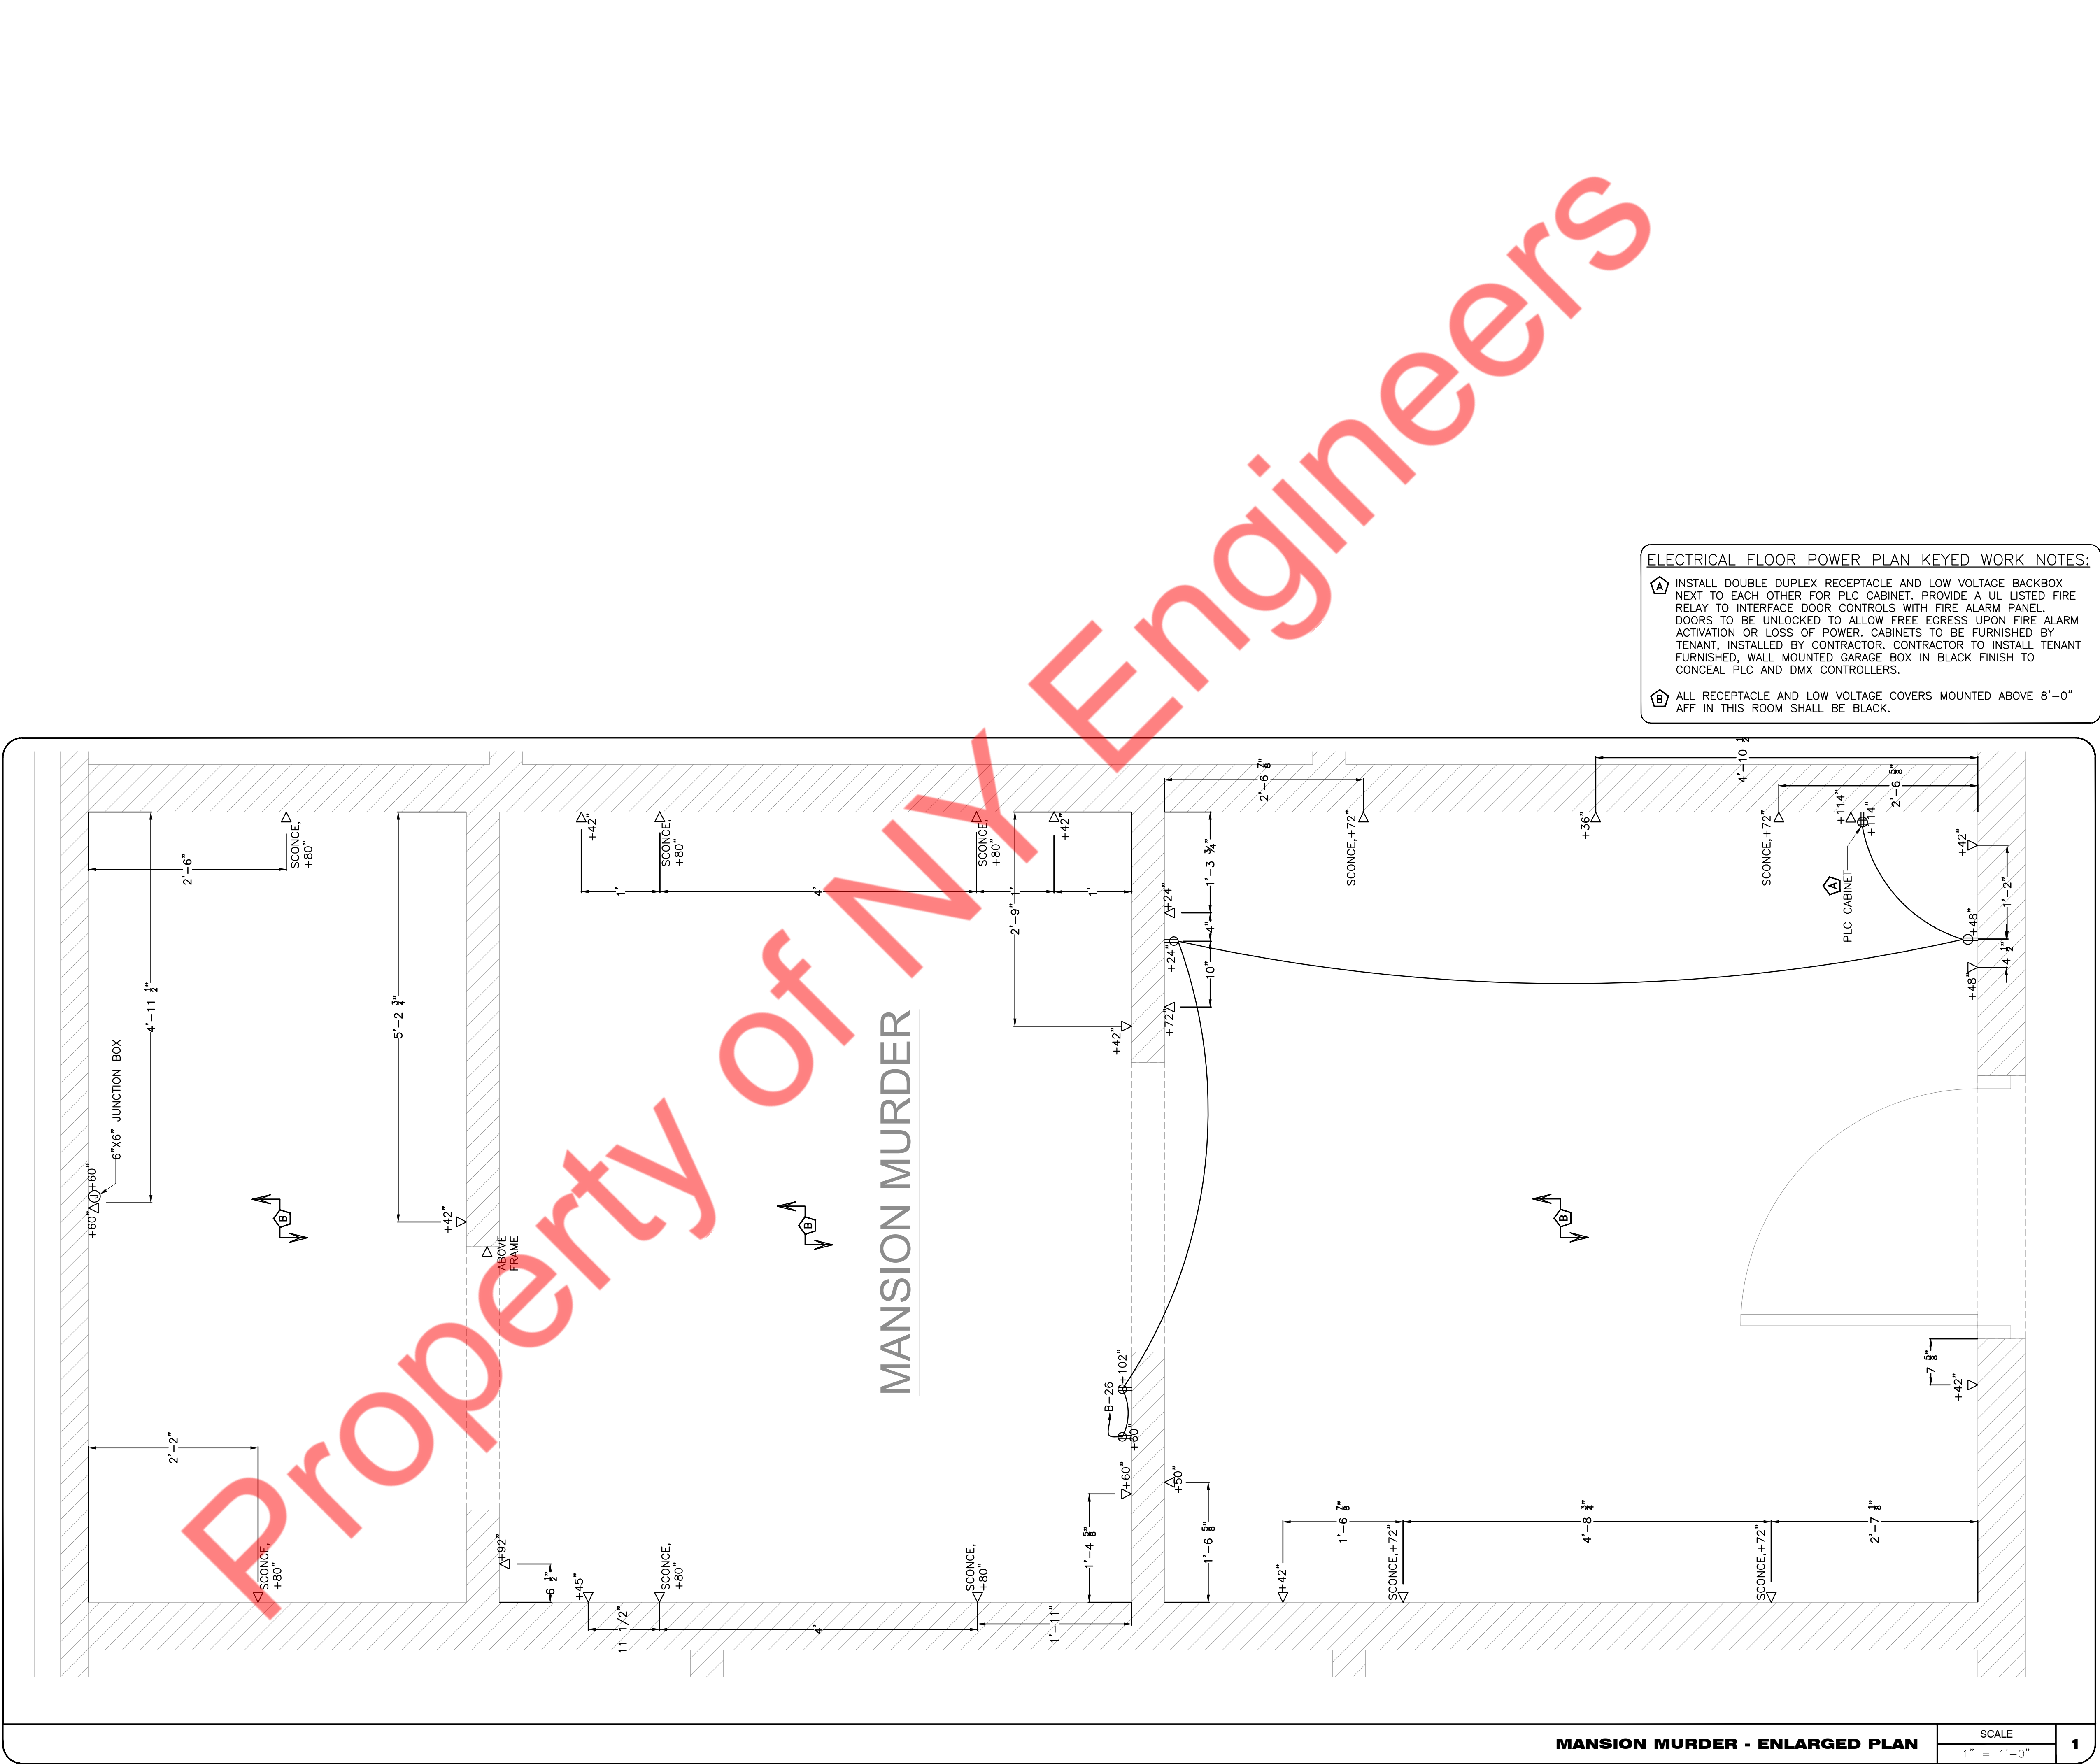 ELECTRICAL FLOOR POWER PLAN KEYED WORK NOTES:
A INSTALL DOUBLE DUPLEX RECEPTACLE AND LOW VOLTAGE BACKBOX
NEXT TO EACH OTHER FOR PLC CABINET. PROVIDE A UL LISTED FIRE
RELAY TO INTERFACE DOOR CONTROLS WITH FIRE ALARM PANEL.
DOORS TO BE UNLOCKED TO ALLOW FREE EGRESS UPON FIRE ALARM
ACTIVATION OR LOSS OF POWER. CABINETS TO BE FURNISHED BY
TENANT, INSTALLED BY CONTRACTOR. CONTRACTOR TO INSTALL TENANT
FURNISHED, WALL MOUNTED GARAGE BOX IN BLACK FINISH TO
CONCEAL PLC AND DMX CONTROLLERS.
B ALL RECEPTACLE AND LOW VOLTAGE COVERS MOUNTED ABOVE 8'-0"
AFF IN THIS ROOM SHALL BE BLACK.
Property of NY Engineers
2'-6"
SCONCE,
+80"
4'-11 1/2"
5'-2 3/4"
6"X6" JUNCTION BOX
+60"
J
+60"
B
+42"
ABOVE
FRAME
2'-2"
SCONCE,
+80"
+92"
6 1/2"
+42"
SCONCE,
+80"
SCONCE,
+80"
+42"
1'
4'
1'
1'
2'-9"
+42"
MANSION MURDER
B
B-26
+102"
+60"
+60"
1'-4 5/8"
+45"
SCONCE,
+80"
SCONCE,
+80"
11 1/2"
4'
1'-11"
2'-6 7/8"
SCONCE,+72"
+36"
4'-10 1/2"
SCONCE,+72"
2'-6 5/8"
+114"
+114"
A
PLC CABINET
+42"
1'-2"
+48"
4 1/2"
+48"
+24"
1'-3 3/4"
4"
+24"
10"
+72"
B
+50"
1'-6 5/8"
7 5/8"
+42"
1'-6 7/8"
4'-8 3/4"
2'-7 1/8"
+42"
SCONCE,+72"
SCONCE,+72"
MANSION MURDER - ENLARGED PLAN
SCALE
1" = 1'-0"
1